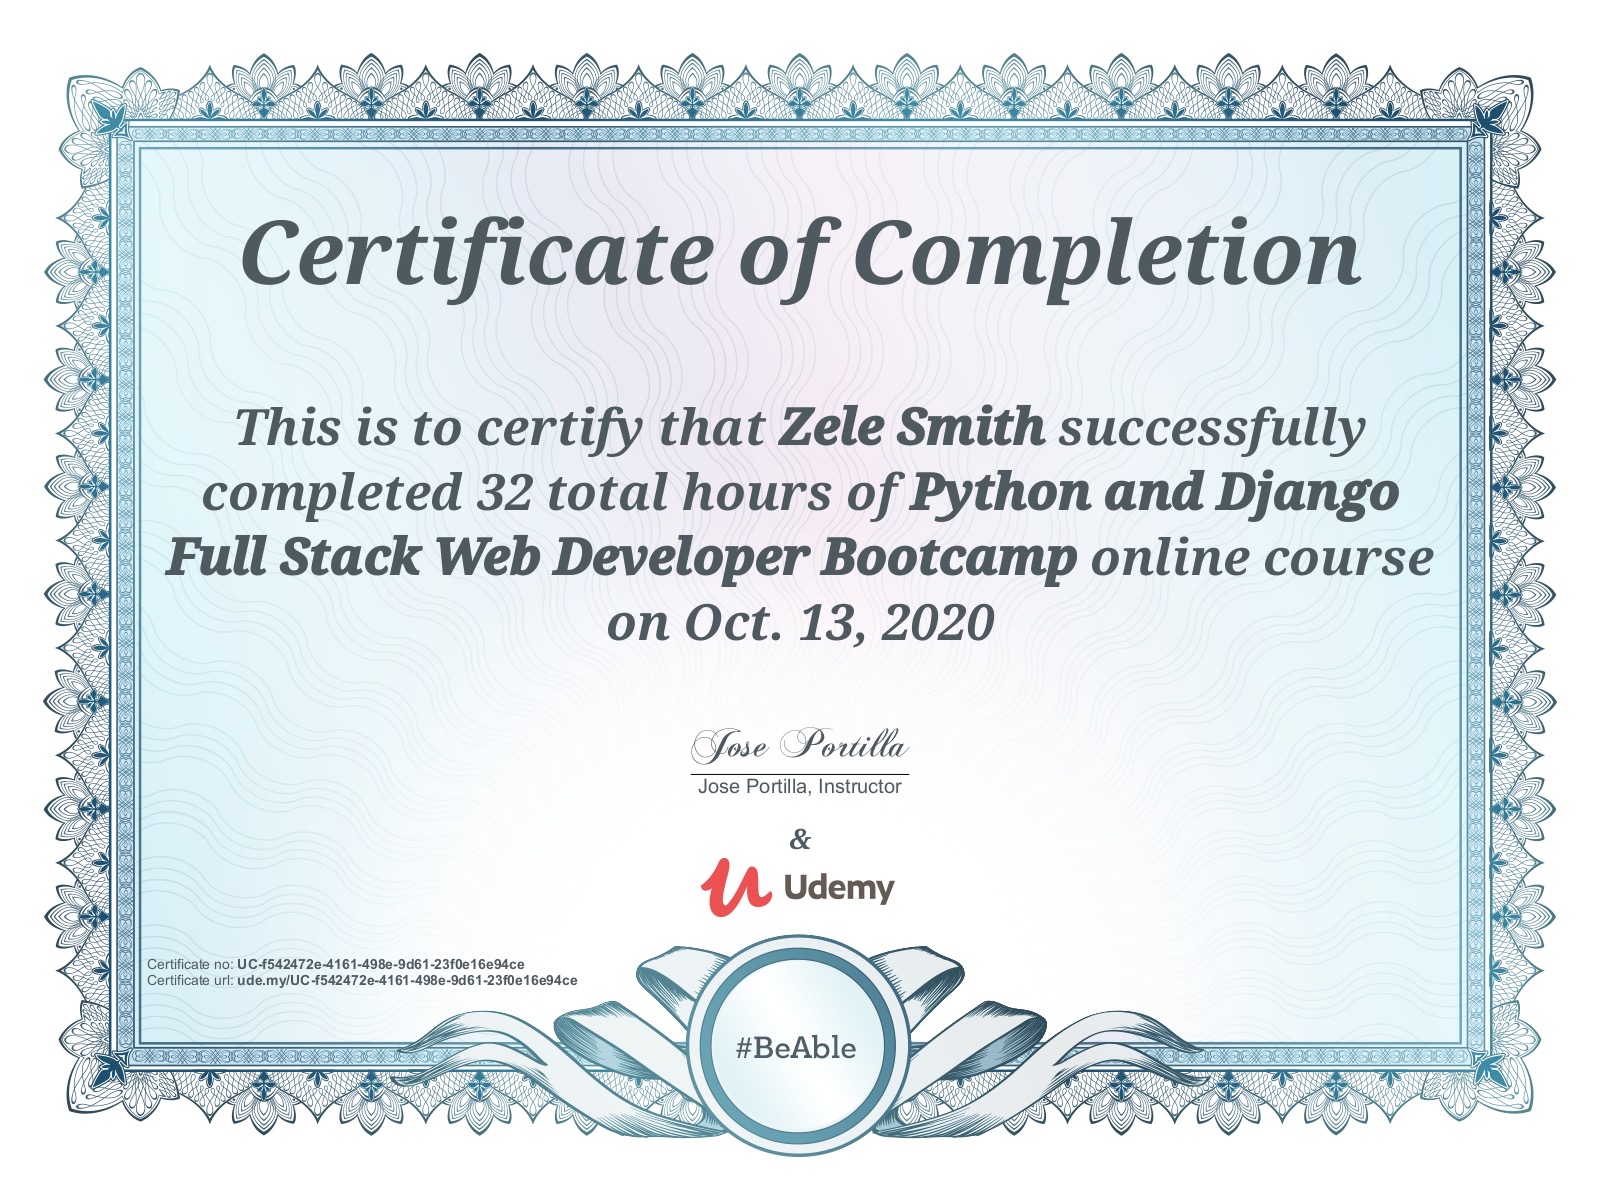 Certificate of Completion
This is to certify that Zele Smith successfully
completed 32 total hours of Python and Django
Full Stack Web Developer Bootcamp online course
on Oct. 13, 2020
Jose Portilla
Jose Portilla, Instructor
&
Udemy
Certificate no: UC-f542472e-4161-498e-9d61-23f0e16e94ce
Certificate url: ude.my/UC-f542472e-4161-498e-9d61-23f0e16e94ce
#BeAble